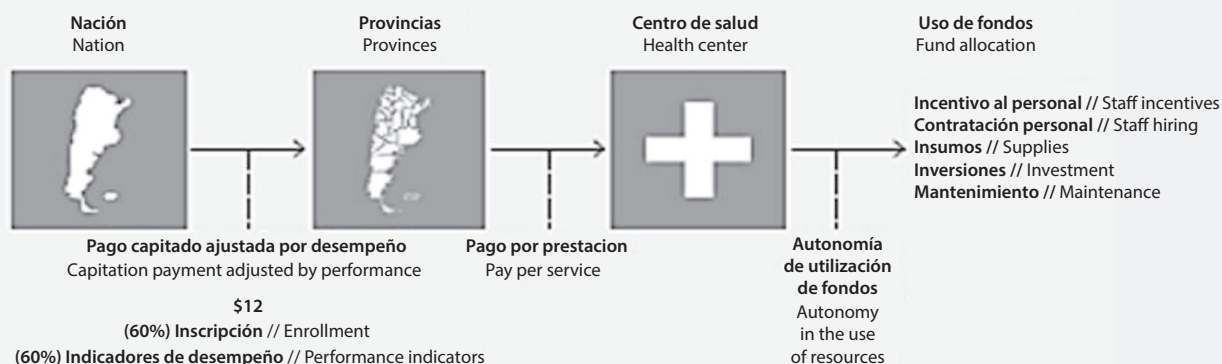 Nación
Nation
Provincias
Provinces
Centro de salud
Health center
Uso de fondos
Fund allocation
Incentivo al personal // Staff incentives
Contratación personal // Staff hiring
Insumos // Supplies
Inversiones // Investment
Mantenimiento // Maintenance
Pago capitado ajustada por desempeño
Capitation payment adjusted by performance
$12
(60%) Inscripción // Enrollment
(60%) Indicadores de desempeño // Performance indicators
Pago por prestacion
Pay per service
Autonomía
de utilización
de fondos
Autonomy
in the use
of resources